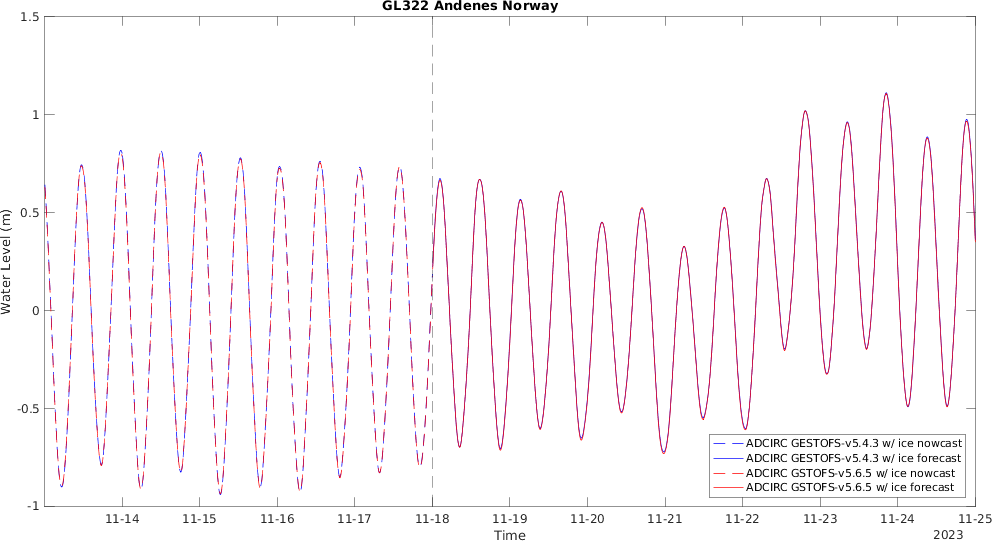 GL322 Andenes Norway
1.5
1
0.5
0
-0.5
-1
Water Level (m)
ADCIRC GESTOFS-v5.4.3 w/ ice nowcast
ADCIRC GESTOFS-v5.4.3 w/ ice forecast
ADCIRC GSTOFS-v5.6.5 w/ ice nowcast
ADCIRC GSTOFS-v5.6.5 w/ ice forecast
11-14 11-15 11-16 11-17 11-18 11-19 11-20 11-21 11-22 11-23 11-24 11-25
Time
2023